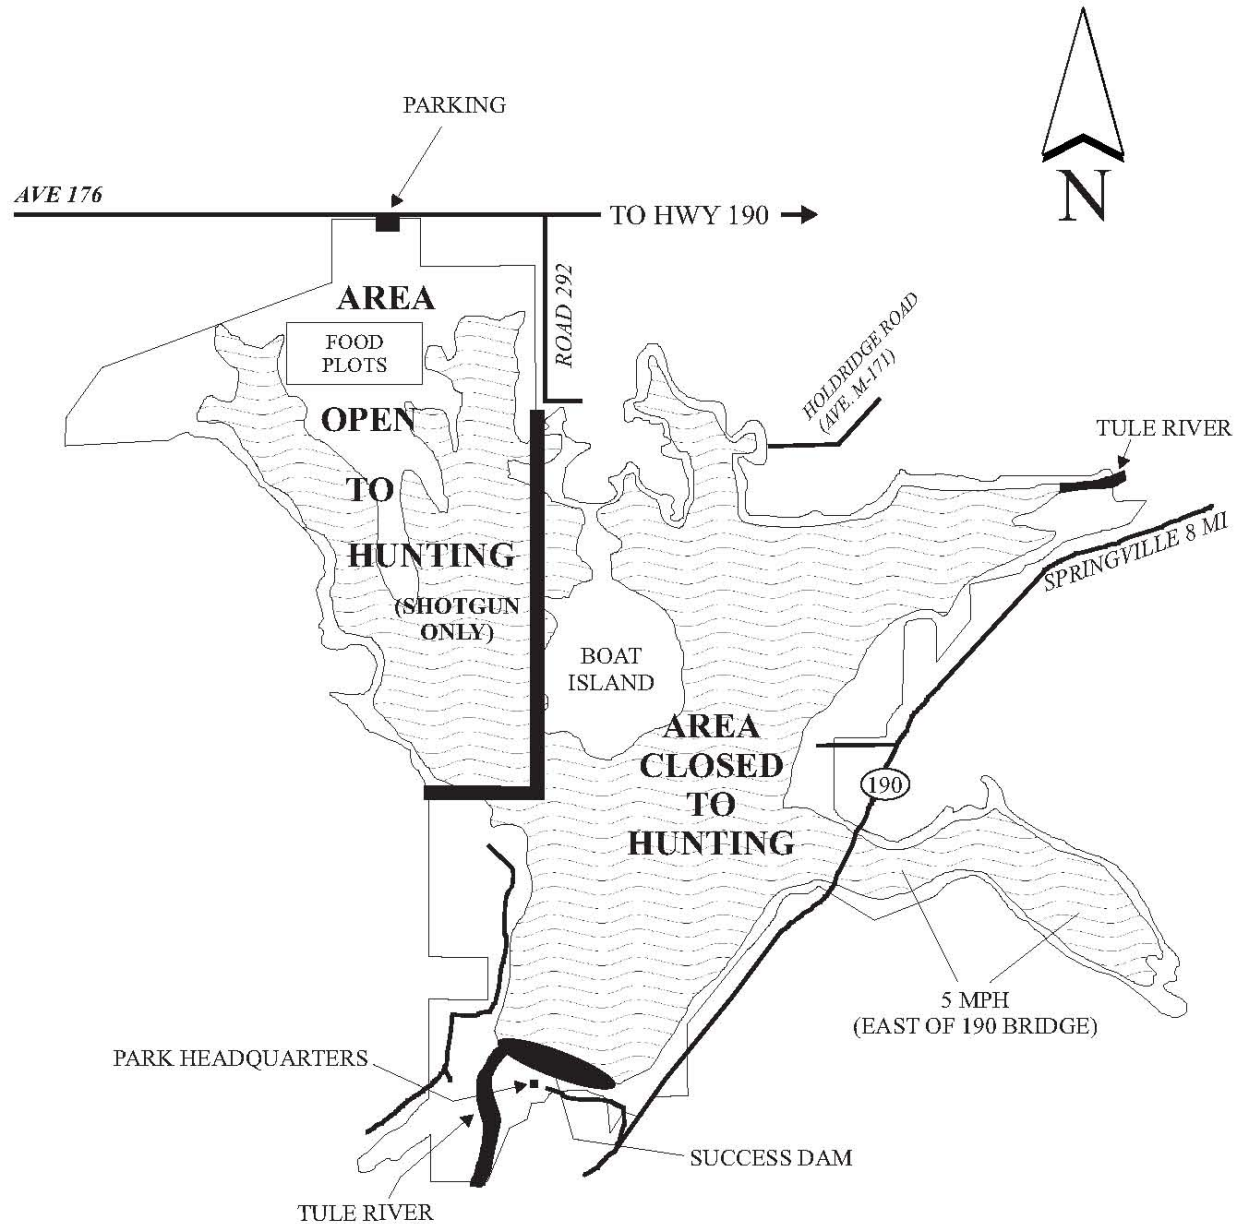 PARKING
AVE 176
N
TO HWY 190
ROAD 292
AREA
FOOD
PLOTS
HOLDRIDGE ROAD
(AVE. M-171)
OPEN
TULE RIVER
TO
SPRINGVILLE 8 MI
HUNTING
(SHOTGUN
ONLY)
BOAT
ISLAND
AREA
CLOSED
TO
HUNTING
190
5 MPH
(EAST OF 190 BRIDGE)
PARK HEADQUARTERS
SUCCESS DAM
TULE RIVER